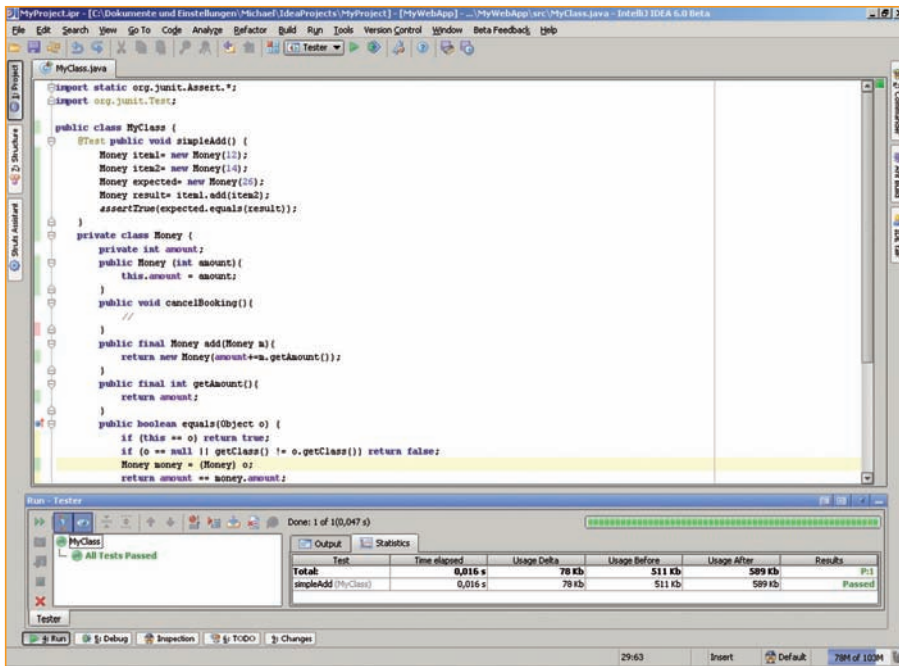 MyProject.ipr - [C:\Dokumente und Einstellungen\Michael\IdeaProjects\MyProject] - [MyWebApp] - ...\MyWebApp\src\MyClass.java - IntelliJ IDEA 6.0 Beta
File Edit Search View Go To Code Analyze Refactor Build Run Tools Version Control Window Beta Feedback Help
Tester
1: Project
7: Structure
Struts Assistant
MyClass.java
import static org.junit.Assert.*;
import org.junit.Test;
public class MyClass {
@Test public void simpleAdd() {
Money item1= new Money(12);
Money item2= new Money(14);
Money expected= new Money(26);
Money result= item1.add(item2);
assertTrue(expected.equals(result));
}
private class Money {
private int amount;
public Money (int amount){
this.amount = amount;
}
public void cancelBooking(){
//
}
public final Money add(Money m){
return new Money(amount+=m.getAmount());
}
public final int getAmount(){
return amount;
}
public boolean equals(Object o) {
if (this == o) return true;
if (o == null || getClass() != o.getClass()) return false;
Money money = (Money) o;
return amount == money.amount;
Run - Tester
Done: 1 of 1(0,047 s)
MyClass
All Tests Passed
Output Statistics
Test Time elapsed Usage Delta Usage Before Usage After Results
Total: 0,016 s 78 Kb 511 Kb 589 Kb P:1
simpleAdd (MyClass) 0,016 s 78 Kb 511 Kb 589 Kb Passed
Tester
4: Run 5: Debug Inspection 6: TODO 9: Changes
29:63 Insert Default 78M of 103M